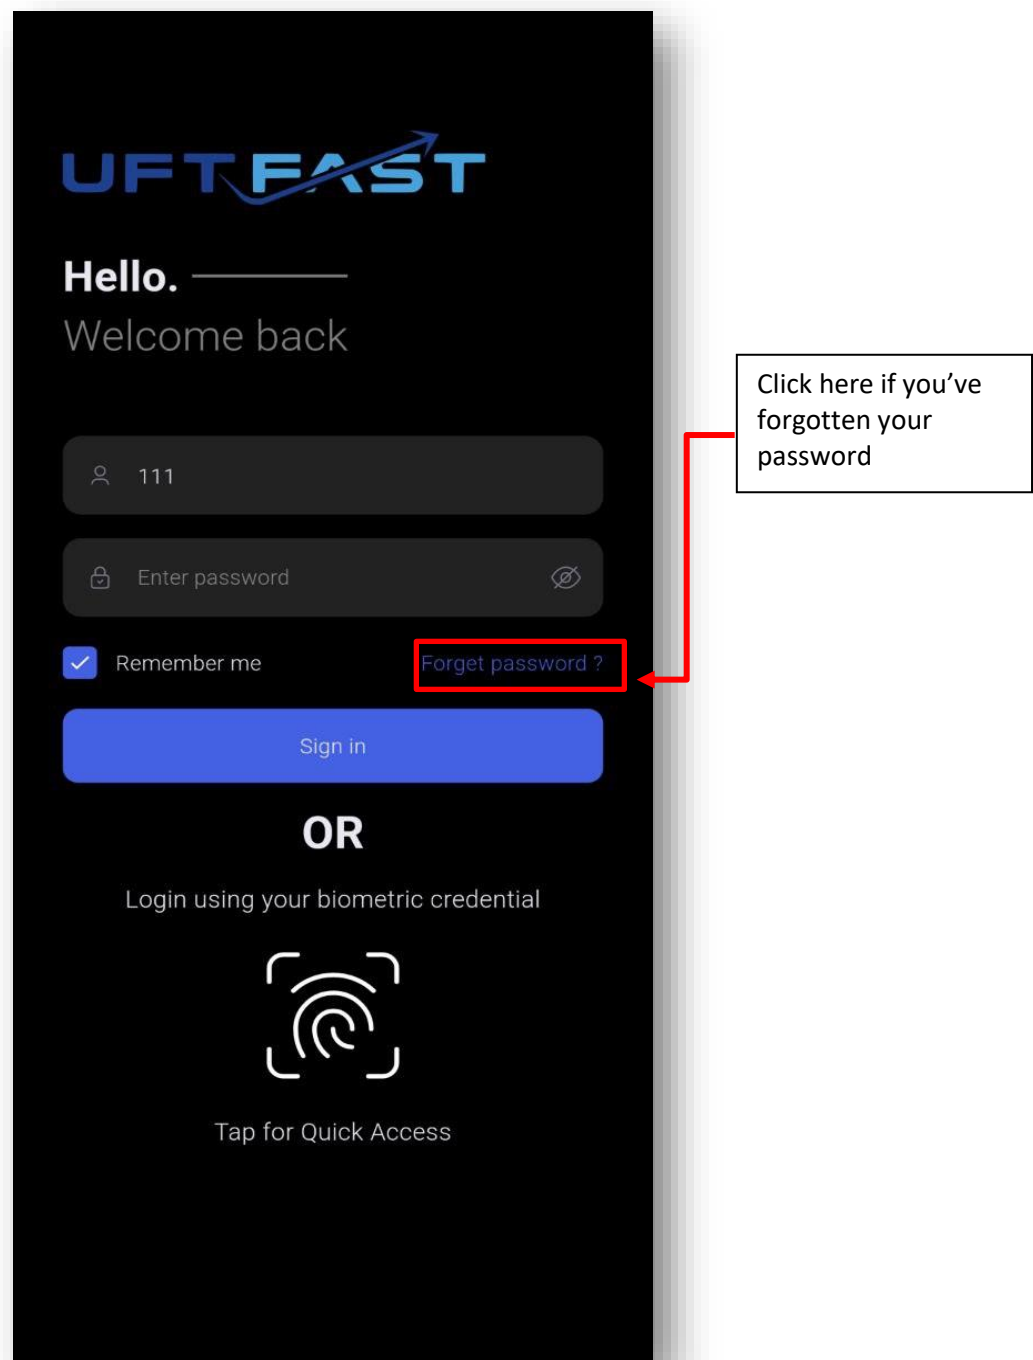 UFTFAST
Hello.
Welcome back
111
Enter password
Remember me
Forget password ?
Sign in
OR
Login using your biometric credential
Tap for Quick Access
Click here if you’ve
forgotten your
password